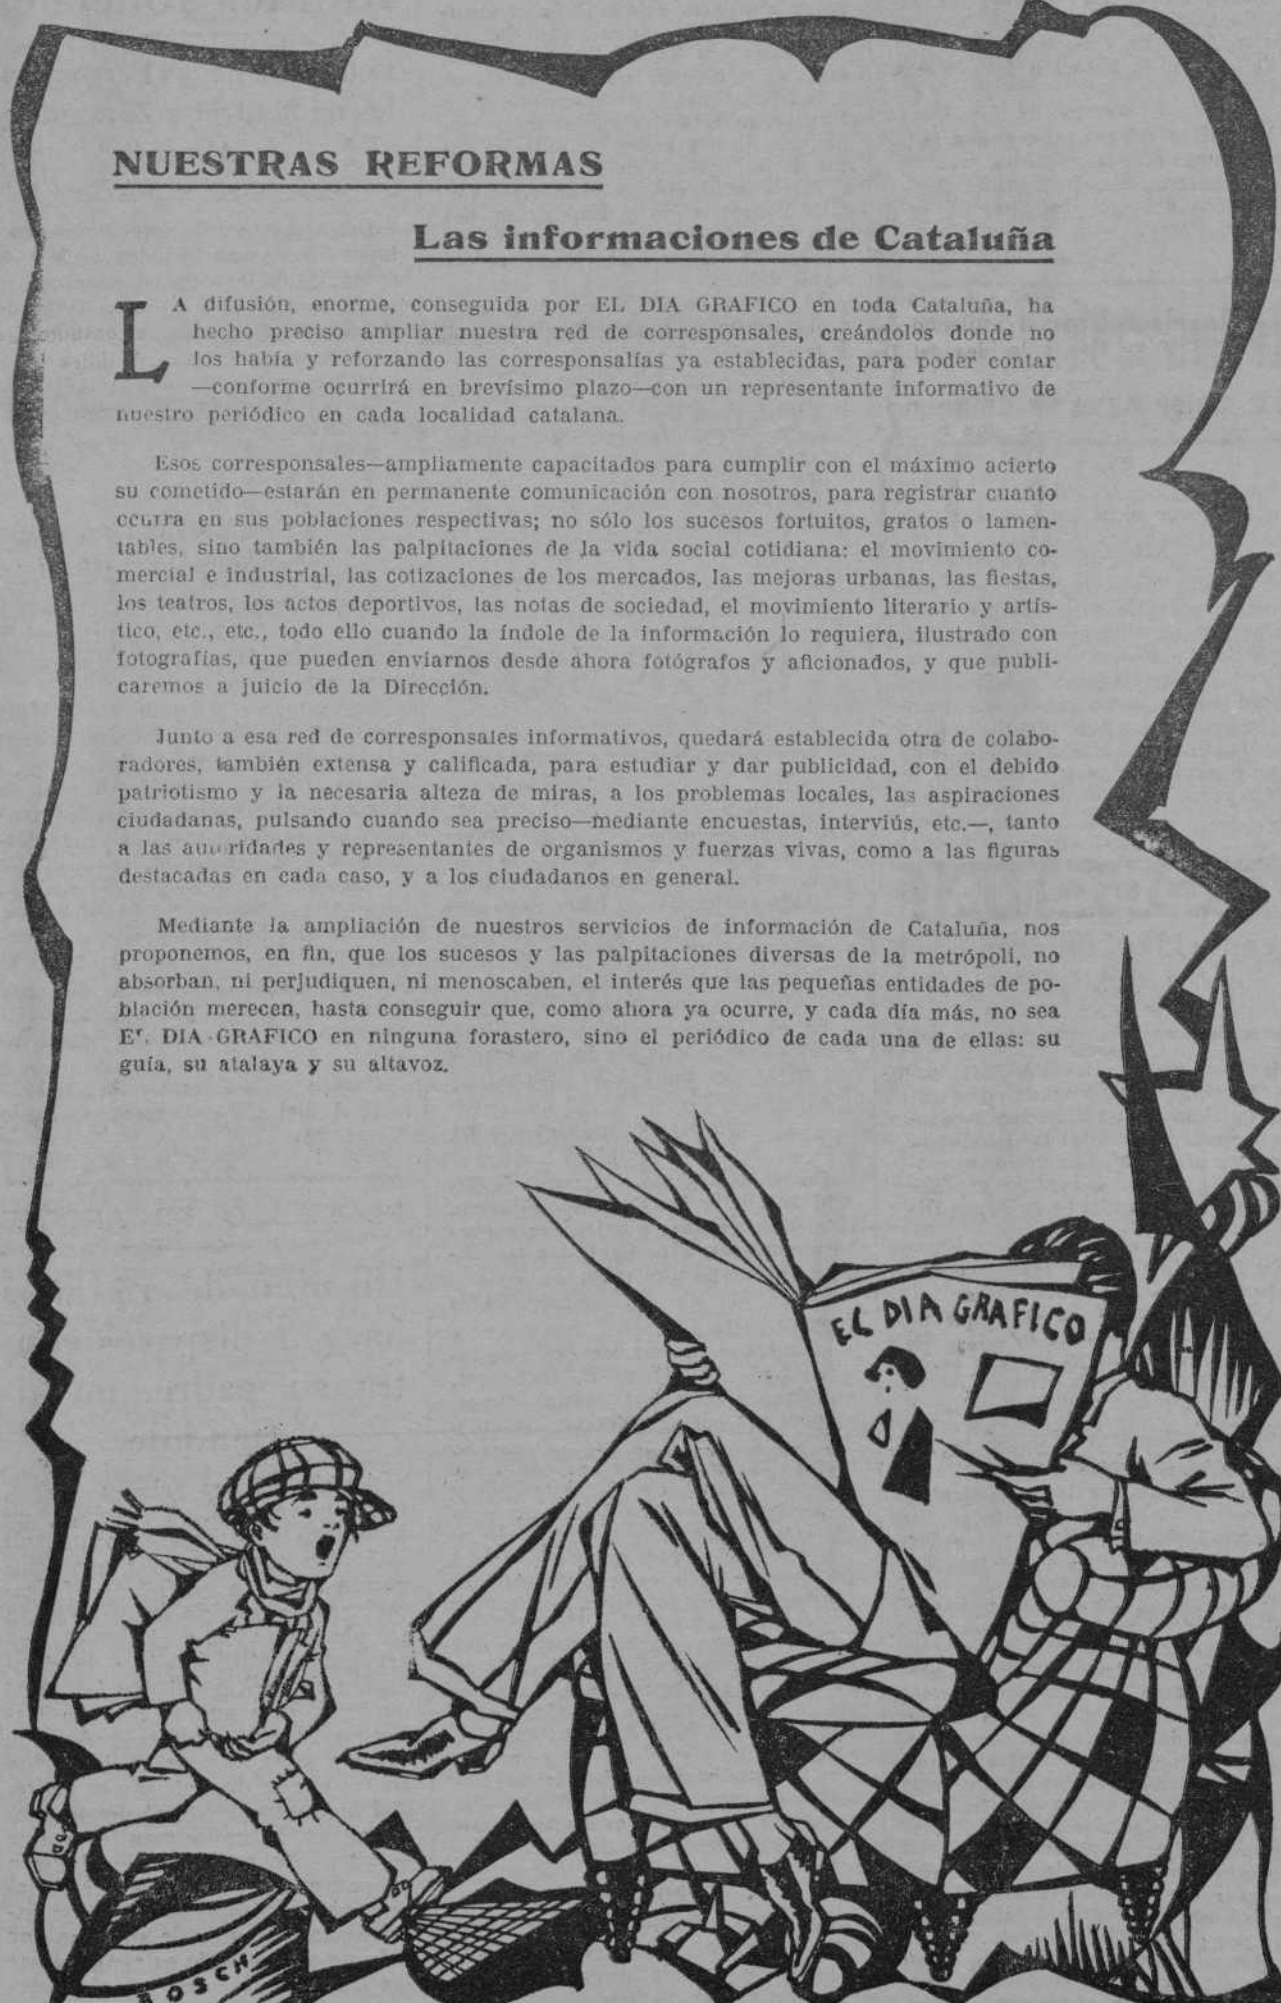 NUESTRAS REFORMAS
Las informaciones de Cataluña
LA difusión, enorme, conseguida por EL DIA GRAFICO en toda Cataluña, ha
hecho preciso ampliar nuestra red de corresponsales, creándolos donde no
los había y reforzando las corresponsalías ya establecidas, para poder contar
—conforme ocurrirá en brevísimo plazo—con un representante informativo de
nuestro periódico en cada localidad catalana.
Esos corresponsales—ampliamente capacitados para cumplir con el máximo acierto
su cometido—estarán en permanente comunicación con nosotros, para registrar cuanto
ocurra en sus poblaciones respectivas; no sólo los sucesos fortuitos, gratos o lamen-
tables, sino también las palpitaciones de la vida social cotidiana: el movimiento co-
mercial e industrial, las cotizaciones de los mercados, las mejoras urbanas, las fiestas,
los teatros, los actos deportivos, las notas de sociedad, el movimiento literario y artís-
tico, etc., etc., todo ello cuando la índole de la información lo requiera, ilustrado con
fotografías, que pueden enviarnos desde ahora fotógrafos y aficionados, y que publi-
caremos a juicio de la Dirección.
Junto a esa red de corresponsales informativos, quedará establecida otra de colabo-
radores, también extensa y calificada, para estudiar y dar publicidad, con el debido
patriotismo y la necesaria alteza de miras, a los problemas locales, las aspiraciones
ciudadanas, pulsando cuando sea preciso—mediante encuestas, interviús, etc.—, tanto
a las autoridades y representantes de organismos y fuerzas vivas, como a las figuras
destacadas en cada caso, y a los ciudadanos en general.
Mediante la ampliación de nuestros servicios de información de Cataluña, nos
proponemos, en fin, que los sucesos y las palpitaciones diversas de la metrópoli, no
absorban, ni perjudiquen, ni menoscaben, el interés que las pequeñas entidades de po-
blación merecen, hasta conseguir que, como ahora ya ocurre, y cada día más, no sea
EL DIA GRAFICO en ninguna forastero, sino el periódico de cada una de ellas: su
guía, su atalaya y su altavoz.
EL DIA GRAFICO
BOSCH